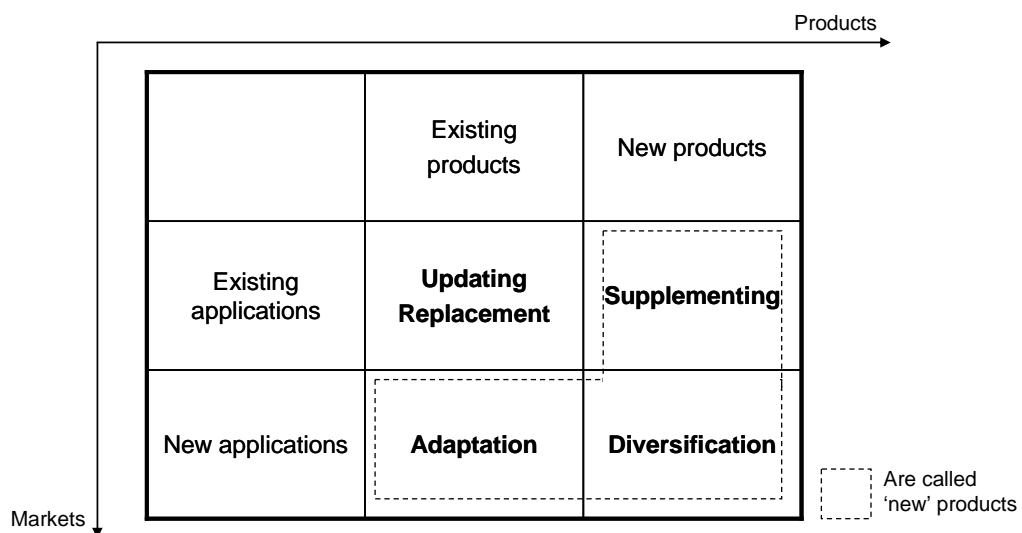 Products
Existing
products
New products
Existing
applications
Updating
Replacement
Supplementing
New applications
Adaptation
Diversification
Are called
‘new’ products
Markets